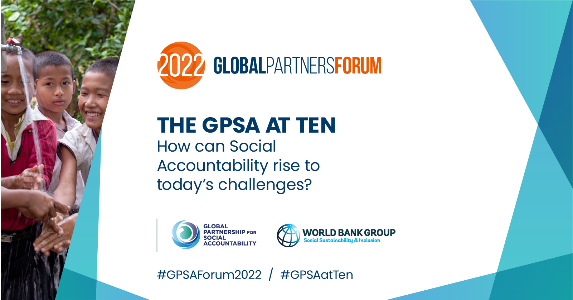 2022 GLOBALPARTNERSFORUM
THE GPSA AT TEN
How can Social
Accountability rise to
today's challenges?
GLOBAL
PARTNERSHIP FOR
SOCIAL
ACCOUNTABILITY
WORLD BANK GROUP
Social Sustainability & Inclusion
#GPSAForum2022 / #GPSAatTen